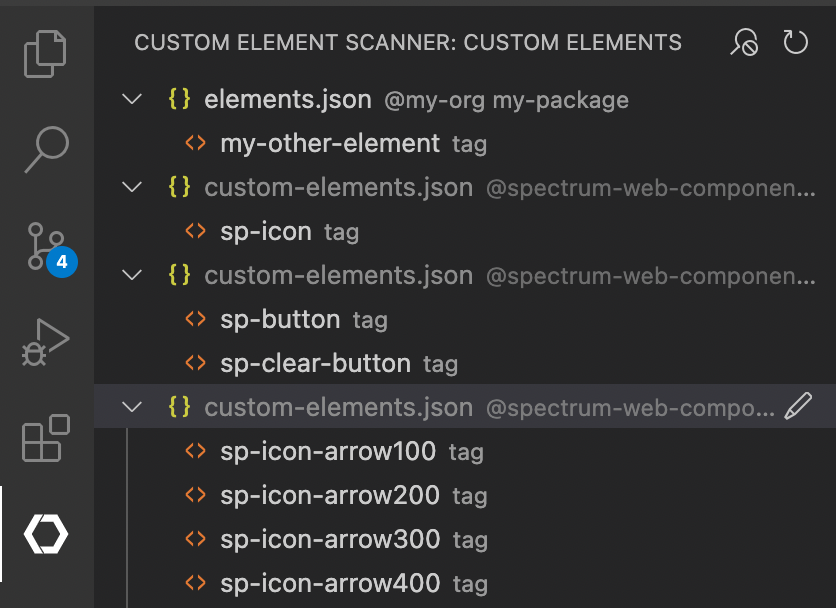 CUSTOM ELEMENT SCANNER: CUSTOM ELEMENTS
{} elements.json @my-org my-package
<> my-other-element tag
{} custom-elements.json @spectrum-web-componen...
<> sp-icon tag
4
{} custom-elements.json @spectrum-web-componen...
<> sp-button tag
<> sp-clear-button tag
{} custom-elements.json @spectrum-web-compo...
<> sp-icon-arrow100 tag
<> sp-icon-arrow200 tag
<> sp-icon-arrow300 tag
<> sp-icon-arrow400 tag